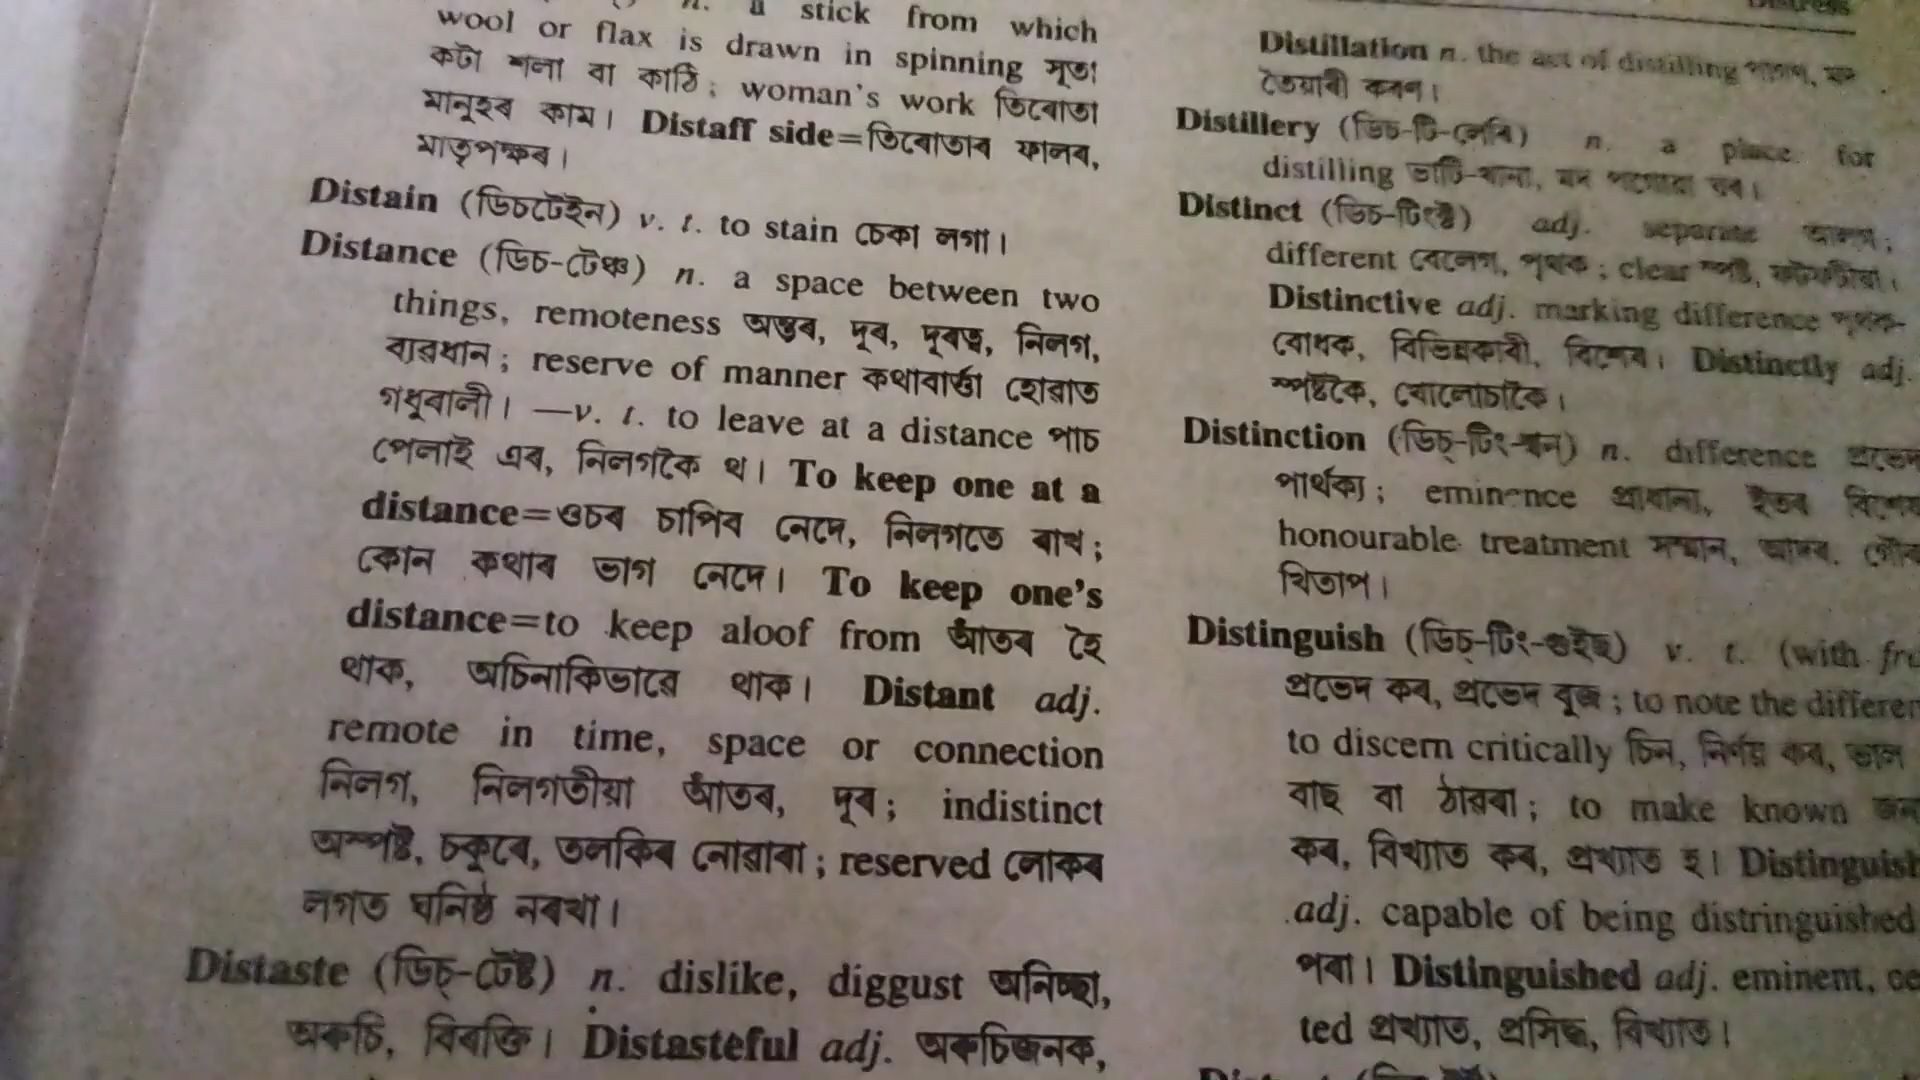 n. a stick from which
wool or flax is drawn in spinning সূতা
কটা শলা বা কাঠি ; woman's work তিৰোতা
মানুহৰ কাম। Distaff side=তিৰোতাৰ ফালৰ,
মাতৃপক্ষৰ।
Distain (ডিচটেইন) v. t. to stain চেকা লগা।
Distance (ডিচ-টেঞ্চ) n. a space between two
things, remoteness অন্তৰ, দূৰ, দূৰত্ব, নিলগ,
ব্যৱধান ; reserve of manner কথাবাৰ্ত্তা হোৱাত
গধূৰালী। —v. t. to leave at a distance পাচ
পেলাই এৰ, নিলগকৈ থ। To keep one at a
distance=ওচৰ চাপিব নেদে, নিলগতে ৰাখ ;
কোন কথাৰ ভাগ নেদে। To keep one's
distance=to keep aloof from আঁতৰ হৈ
থাক, অচিনাকিভাৱে থাক। Distant adj.
remote in time, space or connection
নিলগ, নিলগতীয়া আঁতৰ, দূৰ; indistinct
অস্পষ্ট, চকুৰে, তলকিব নোৱাৰা ; reserved লোকৰ
লগত ঘনিষ্ঠ নৰখা।
Distaste (ডিচ্-টেষ্ট) n. dislike, diggust অনিচ্ছা,
অৰুচি, বিৰক্তি। Distasteful adj. অৰুচিজনক,
Distress
Distillation n. the act of distilling
তৈয়াৰী কৰণ।
Distillery (ডিচ-টি-লেৰি) n. a place for
distilling ভাটি-খানা,
Distinct (ডিচ-টিংক্ট) adj. separate
different বেলেগ, পৃথক ; clear স্পষ্ট,
Distinctive adj. marking difference পৃথক-
বোধক, বিভিন্নকাৰী, বিশেষ। Distinctly adj.
স্পষ্টকৈ, বোলোচাকৈ।
Distinction (ডিচ্-টিং-শ্বন) n. difference
পাৰ্থক্য ; eminence প্ৰাধান্য, ইতৰ
honourable treatment সন্মান, আদৰ,
খিতাপ।
Distinguish (ডিচ্-টিং-গুইছ) v. t. (with
প্ৰভেদ কৰ, প্ৰভেদ বুজ ; to note the
to discern critically চিন, নিৰ্ণয় কৰ, ভাল
বাছ বা ঠাৱৰা ; to make known
কৰ, বিখ্যাত কৰ, প্ৰখ্যাত হ।
adj. capable of being distringuished
পৰা। Distinguished adj. eminent,
ted প্ৰখ্যাত, প্ৰসিদ্ধ, বিখ্যাত।